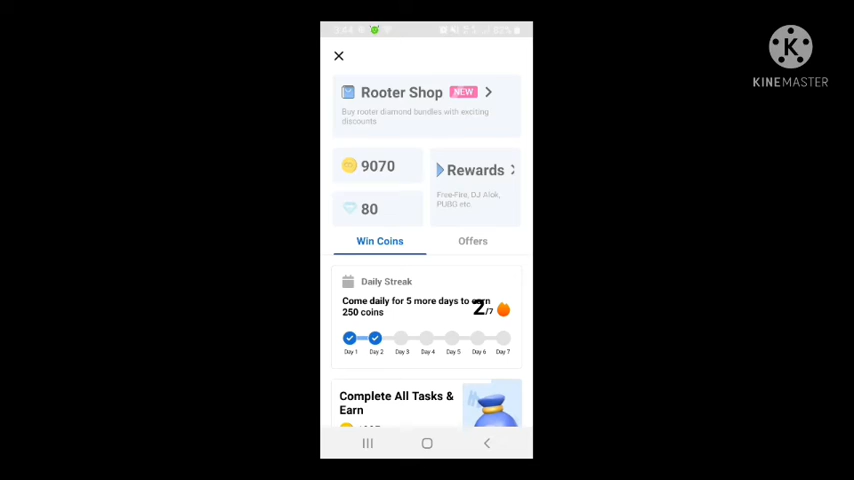 KINEMASTER
Rooter Shop NEW
Buy rooter diamond bundles with exciting
discounts
9070
80
Rewards
Free-Fire, DJ Alok,
PUBG etc
Win Coins
Offers
Daily Streak
Come daily for 5 more days to earn
250 coins
2/7
Day 1 Day 2 Day 3 Day 4 Day 5 Day 6 Day 7
Complete All Tasks &
Earn